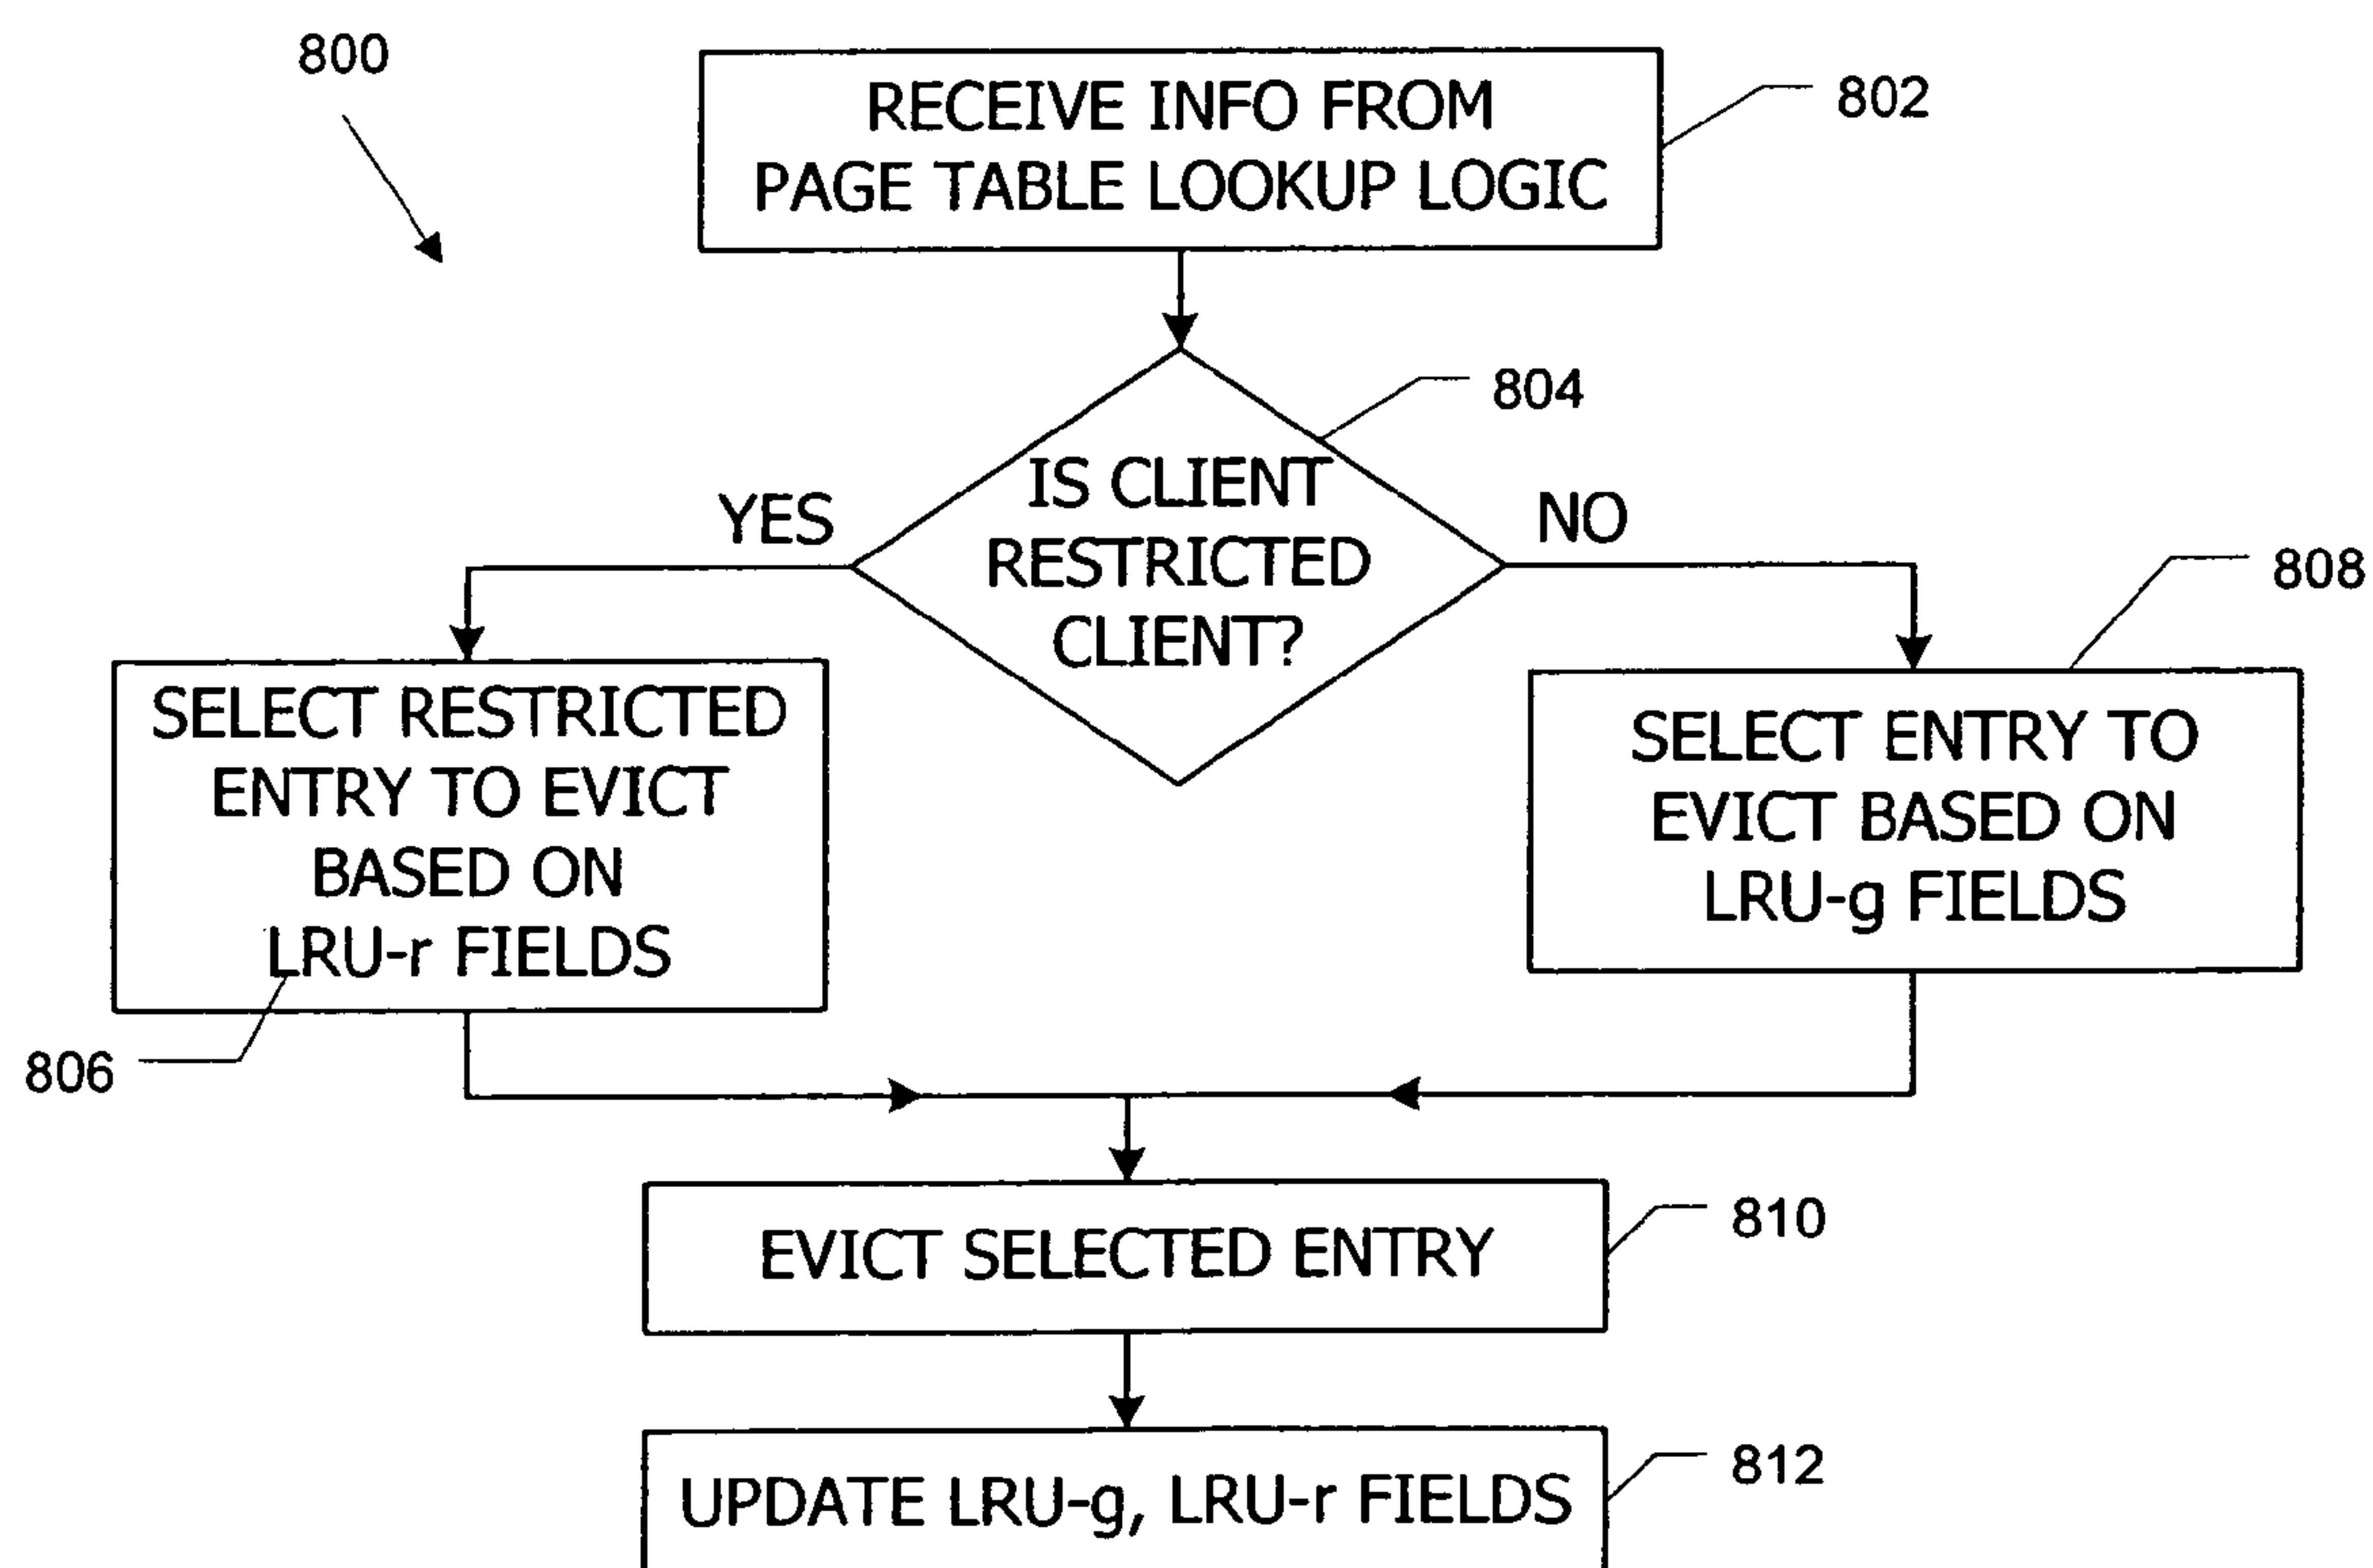 800
RECEIVE INFO FROM
PAGE TABLE LOOKUP LOGIC
802
804
IS CLIENT
RESTRICTED
CLIENT?
YES
NO
808
SELECT RESTRICTED
ENTRY TO EVICT
BASED ON
LRU-r FIELDS
806
SELECT ENTRY TO
EVICT BASED ON
LRU-g FIELDS
EVICT SELECTED ENTRY
810
UPDATE LRU-g, LRU-r FIELDS
812